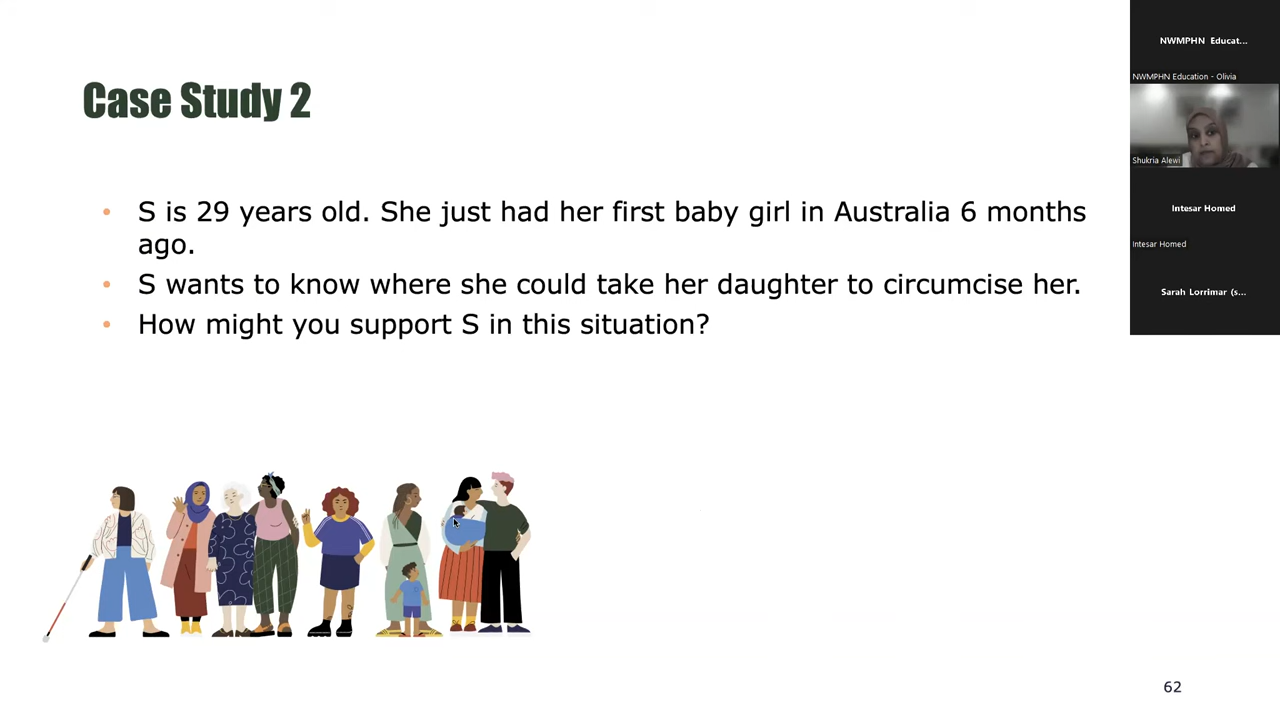 Case Study 2
• S is 29 years old. She just had her first baby girl in Australia 6 months
ago.
• S wants to know where she could take her daughter to circumcise her.
• How might you support S in this situation?
62
NWMPHN Educat...
NWMPHN Education - Olivia
Shukria Alewi
Intesar Homed
Intesar Homed
Sarah Lorrimar (s...